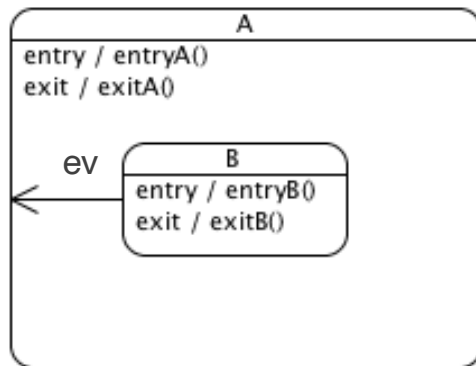 A
entry / entryA()
exit / exitA()
ev
B
entry / entryB()
exit / exitB()